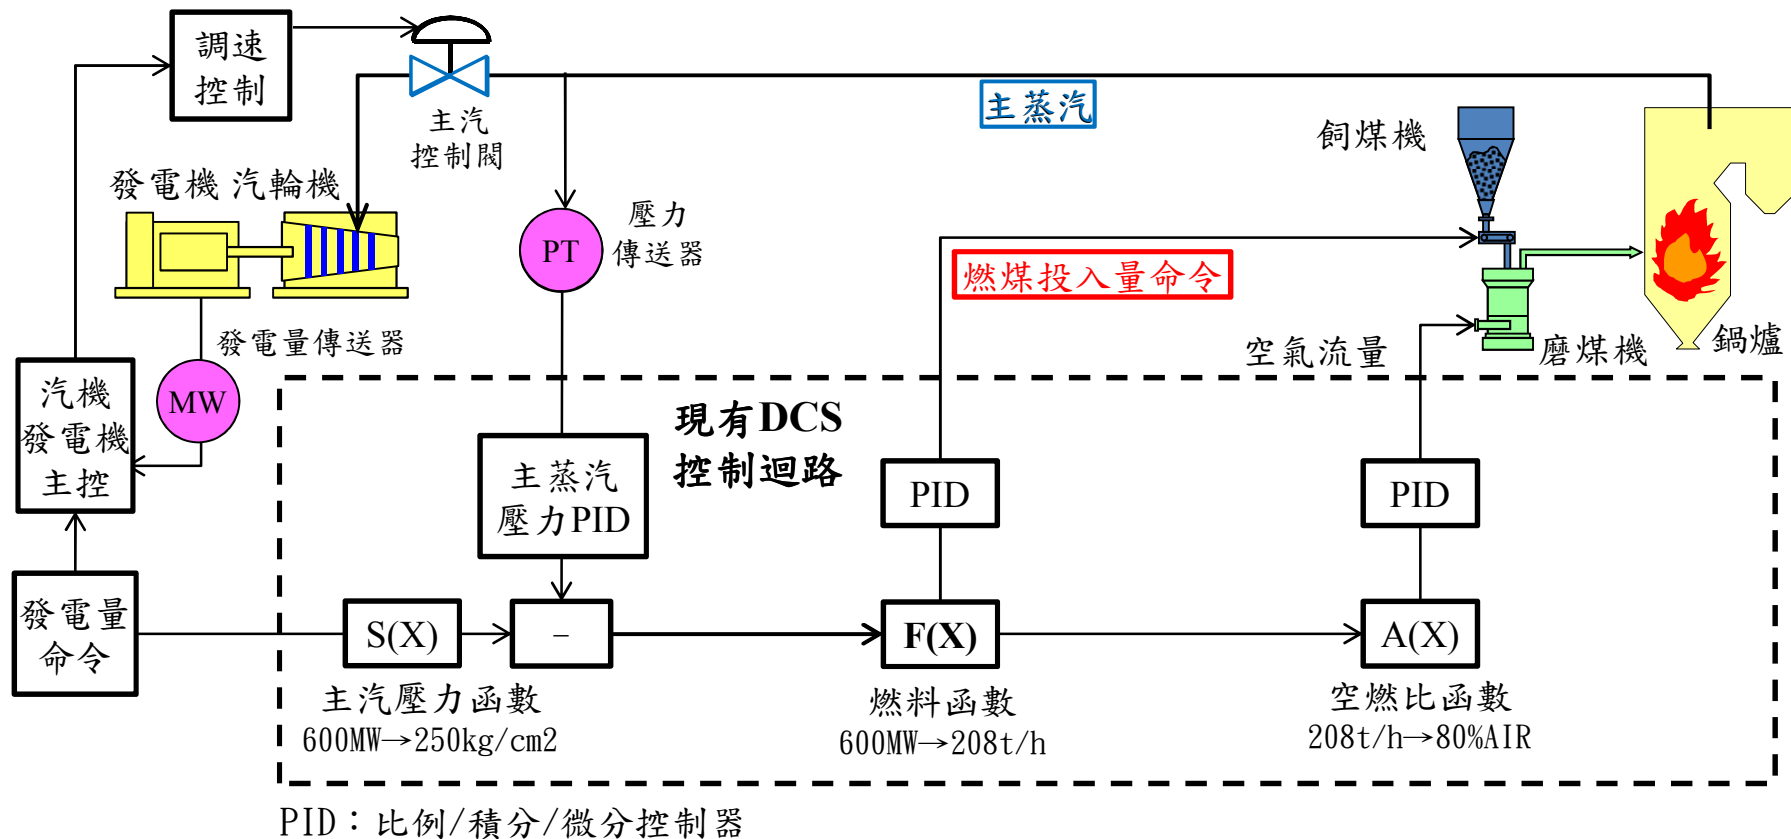 調速
控制
主汽
控制閥
主蒸汽
飼煤機
發電機 汽輪機
壓力
傳送器
PT
燃煤投入量命令
發電量傳送器
空氣流量
磨煤機
鍋爐
汽機
發電機
主控
MW
現有DCS
控制迴路
主蒸汽
壓力PID
PID
PID
發電量
命令
S(X)
−
F(X)
A(X)
主汽壓力函數
600MW→250kg/cm2
燃料函數
600MW→208t/h
空燃比函數
208t/h→80%AIR
PID：比例/積分/微分控制器